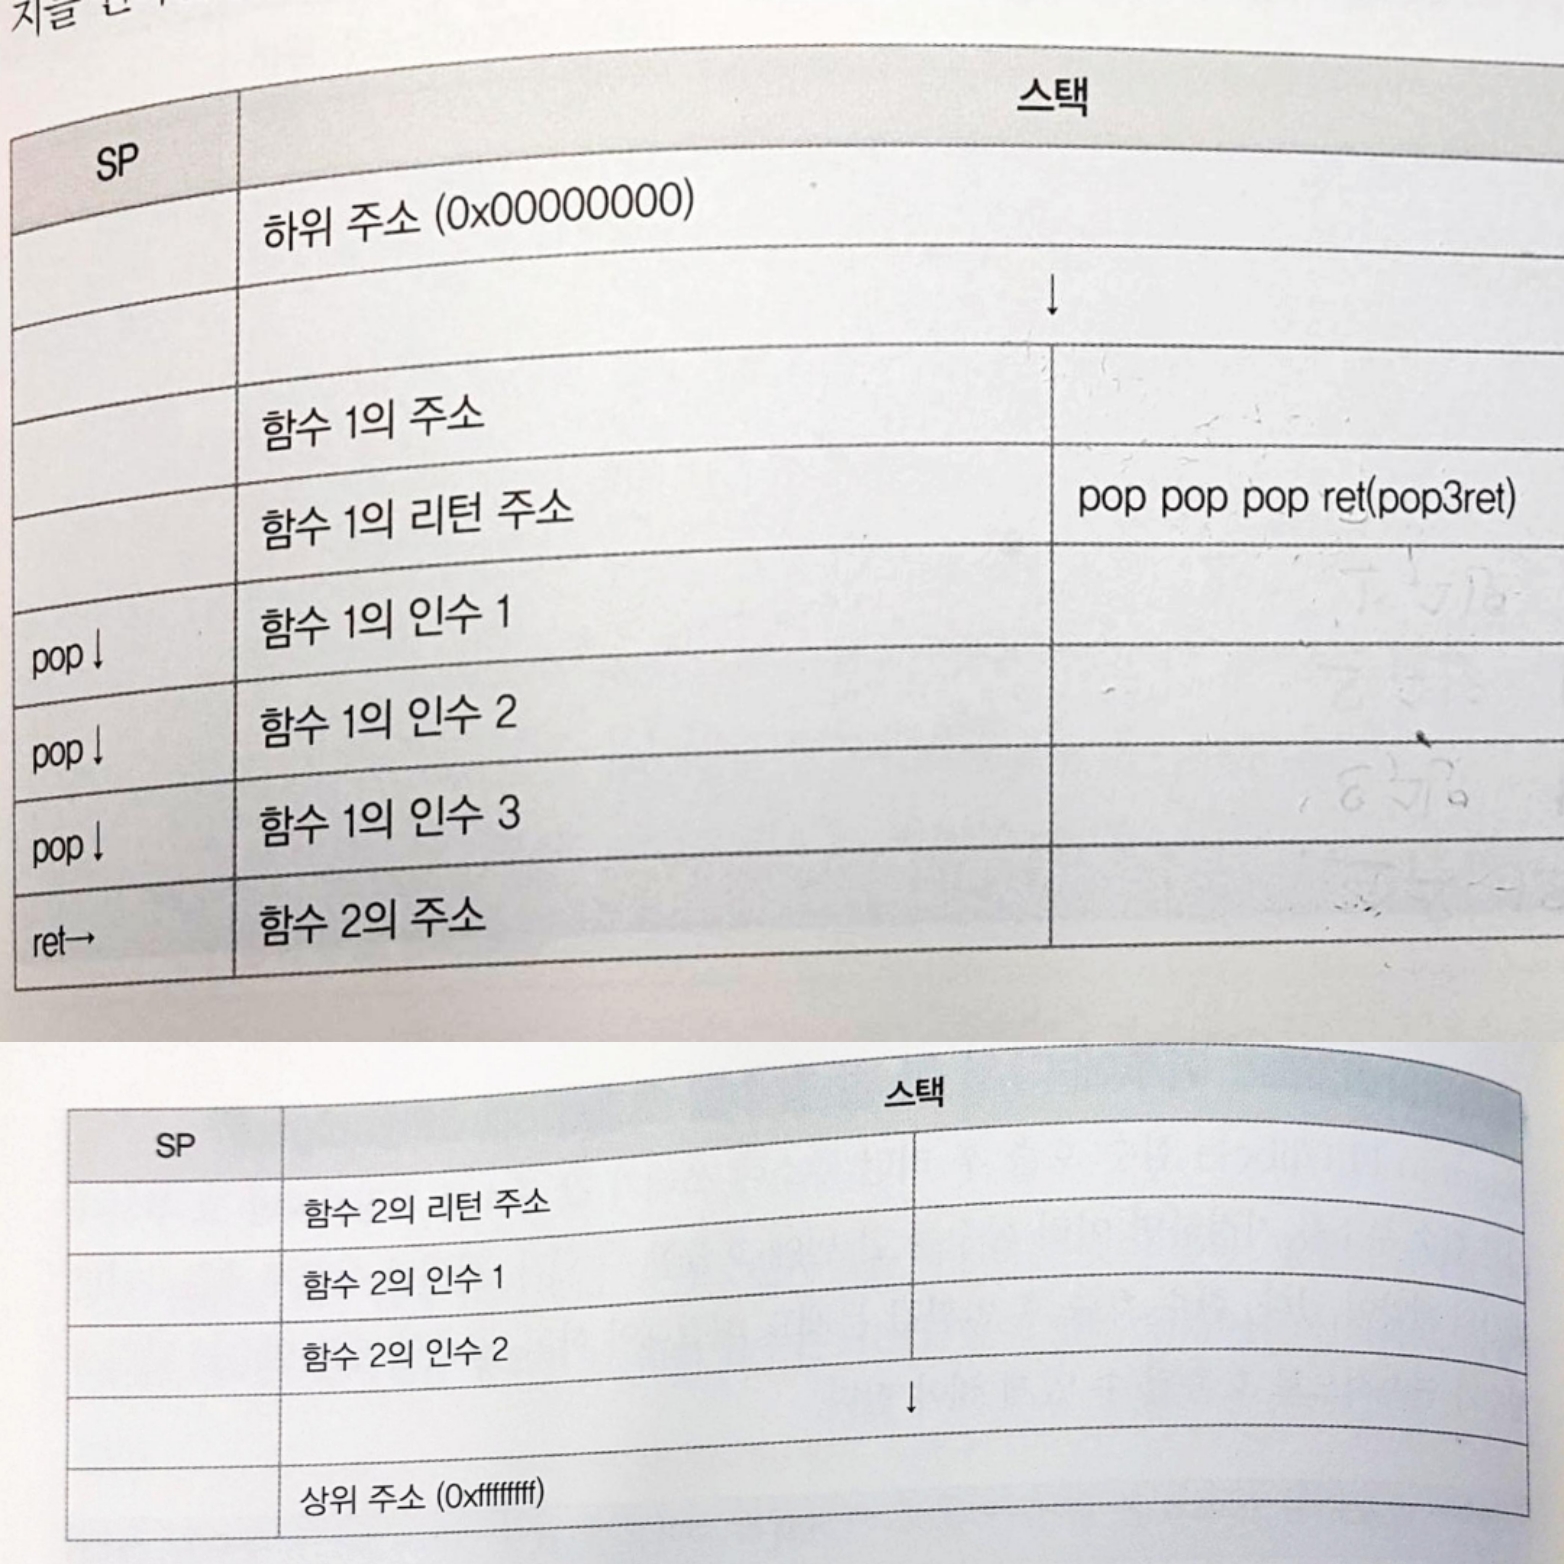 지를
SP 스택
하위 주소 (0x00000000)
↓
함수 1의 주소
함수 1의 리턴 주소 pop pop pop ret(pop3ret)
pop↓ 함수 1의 인수 1
pop↓ 함수 1의 인수 2
pop↓ 함수 1의 인수 3
ret→ 함수 2의 주소
SP 스택
함수 2의 리턴 주소
함수 2의 인수 1
함수 2의 인수 2
↓
상위 주소 (0xffffffff)